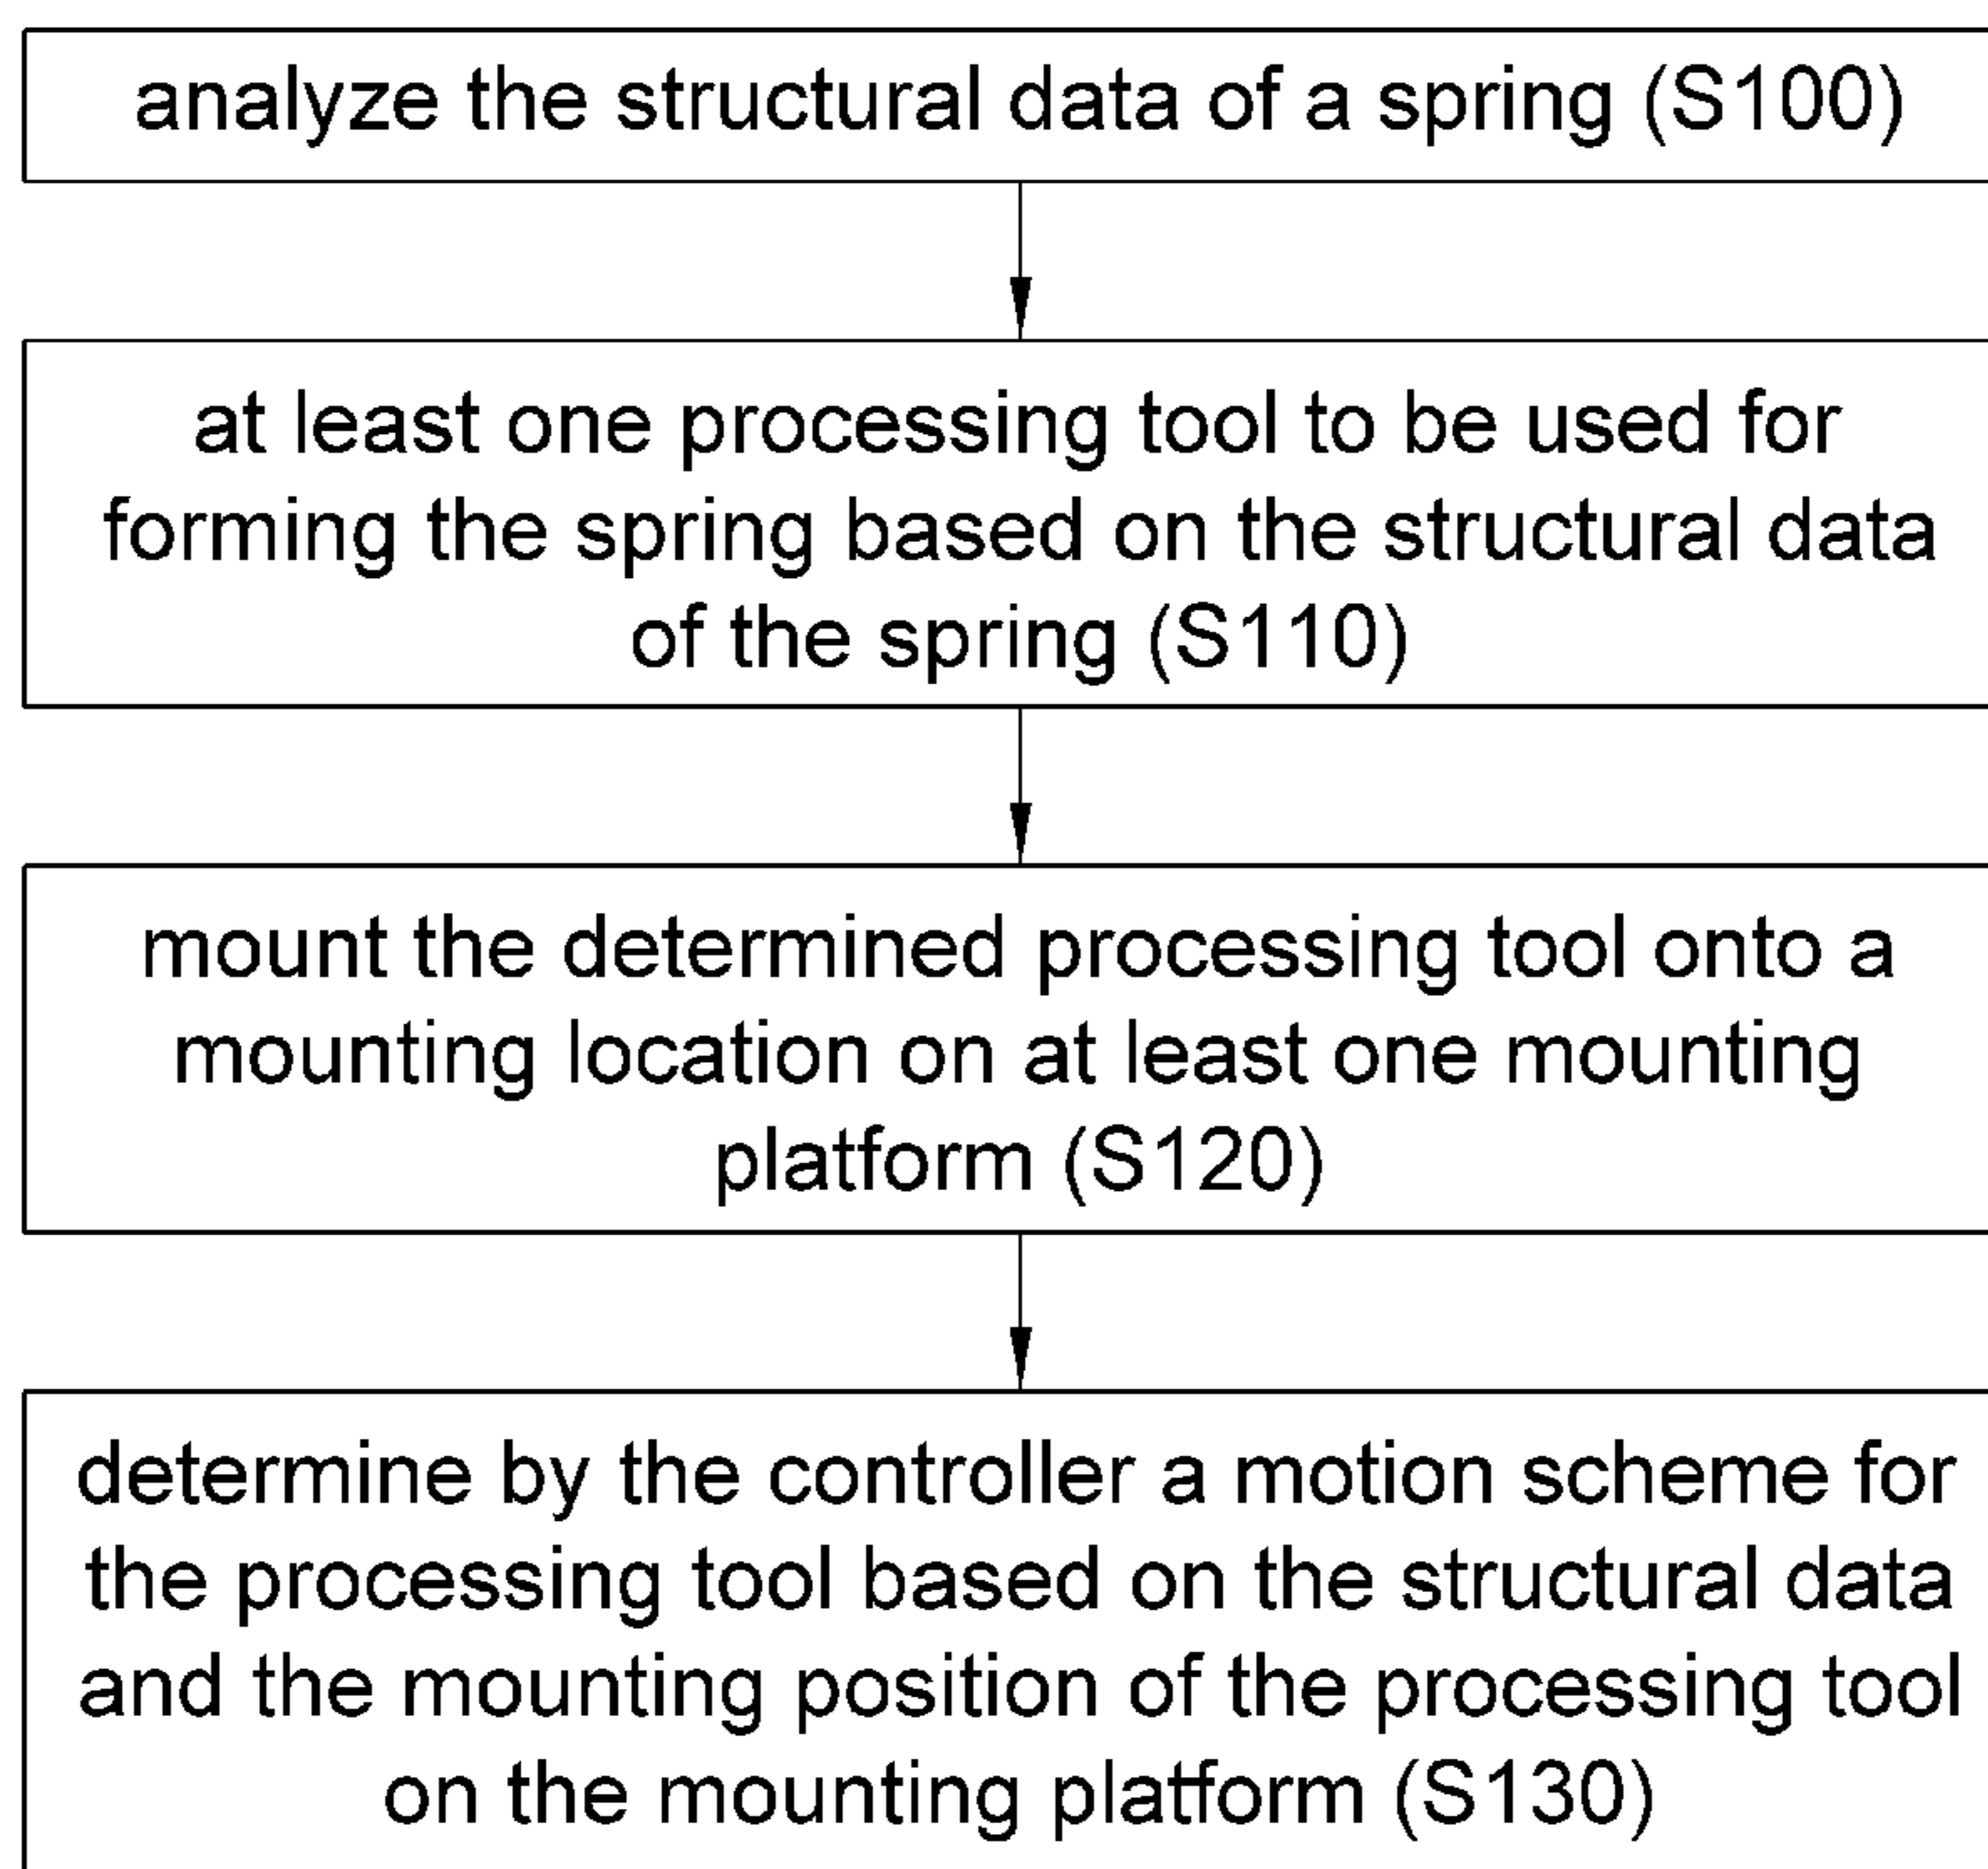 analyze the structural data of a spring (S100)
at least one processing tool to be used for
forming the spring based on the structural data
of the spring (S110)
mount the determined processing tool onto a
mounting location on at least one mounting
platform (S120)
determine by the controller a motion scheme for
the processing tool based on the structural data
and the mounting position of the processing tool
on the mounting platform (S130)